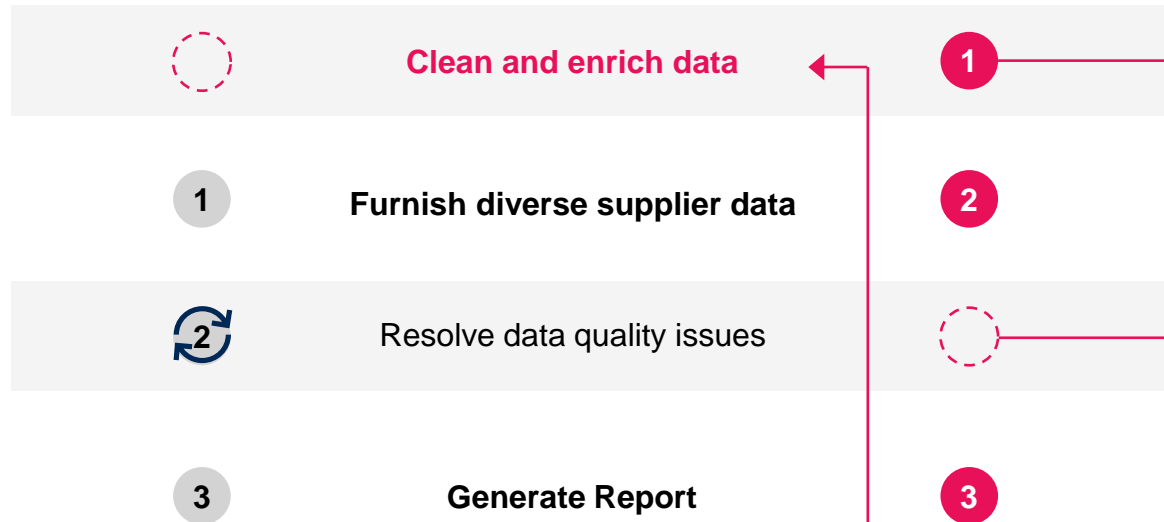 Clean and enrich data 1
1 Furnish diverse supplier data 2
2 Resolve data quality issues
3 Generate Report 3